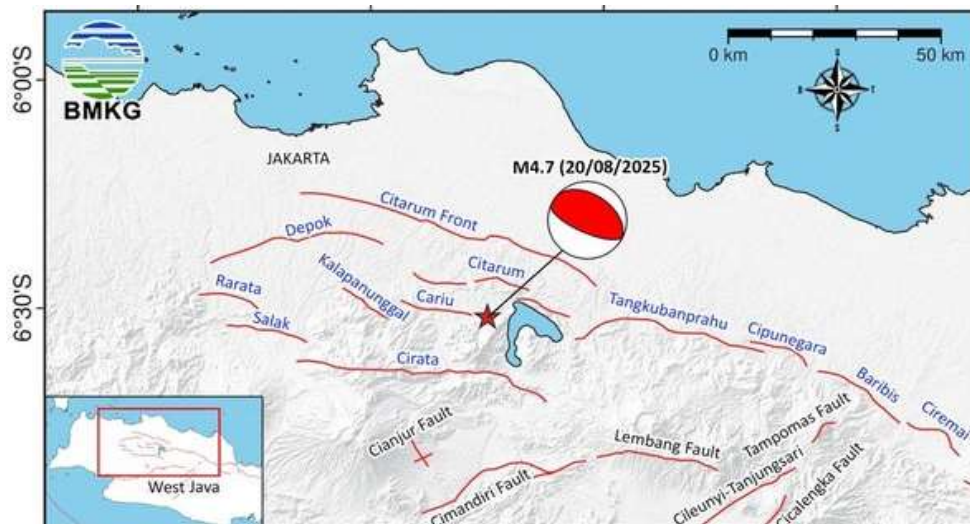 BMKG
0 km
50 km
6°00'S
JAKARTA
M4.7 (20/08/2025)
Citarum Front
Depok
Citarum
Kalapanunggal
Rarata
Cariu
Tangkubanprahu
6°30'S
Salak
Cipunegara
Cirata
Baribis
Ciremai
Cianjur Fault
Tampomas Fault
Lembang Fault
West Java
Cimandiri Fault
Cileunyi-Tanjungsari
Cicalengka Fault